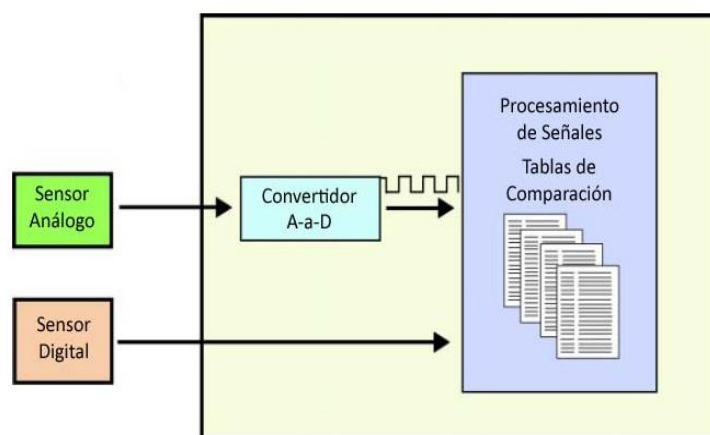 Procesamiento
de Señales
Tablas de
Comparación
Sensor
Análogo
Convertidor
A-a-D
Sensor
Digital